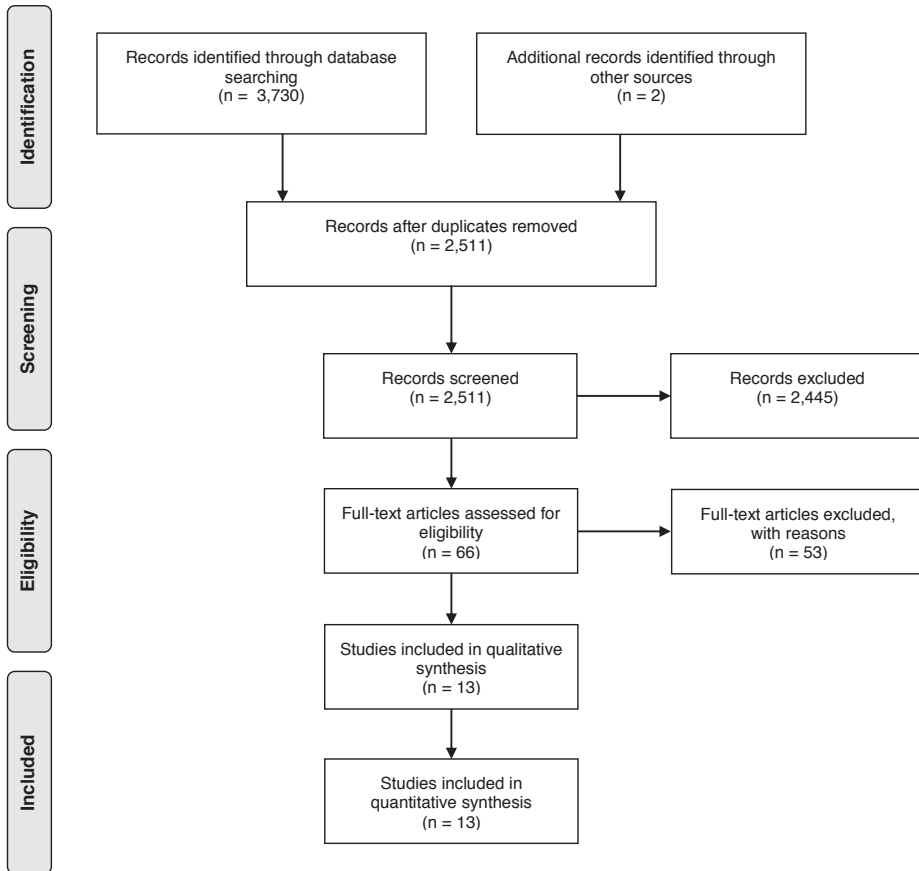 Identification
Records identified through database
searching
(n = 3,730)
Additional records identified through
other sources
(n = 2)
Screening
Records after duplicates removed
(n = 2,511)
Records screened
(n = 2,511)
Records excluded
(n = 2,445)
Eligibility
Full-text articles assessed for
eligibility
(n = 66)
Full-text articles excluded,
with reasons
(n = 53)
Studies included in qualitative
synthesis
(n = 13)
Included
Studies included in
quantitative synthesis
(n = 13)